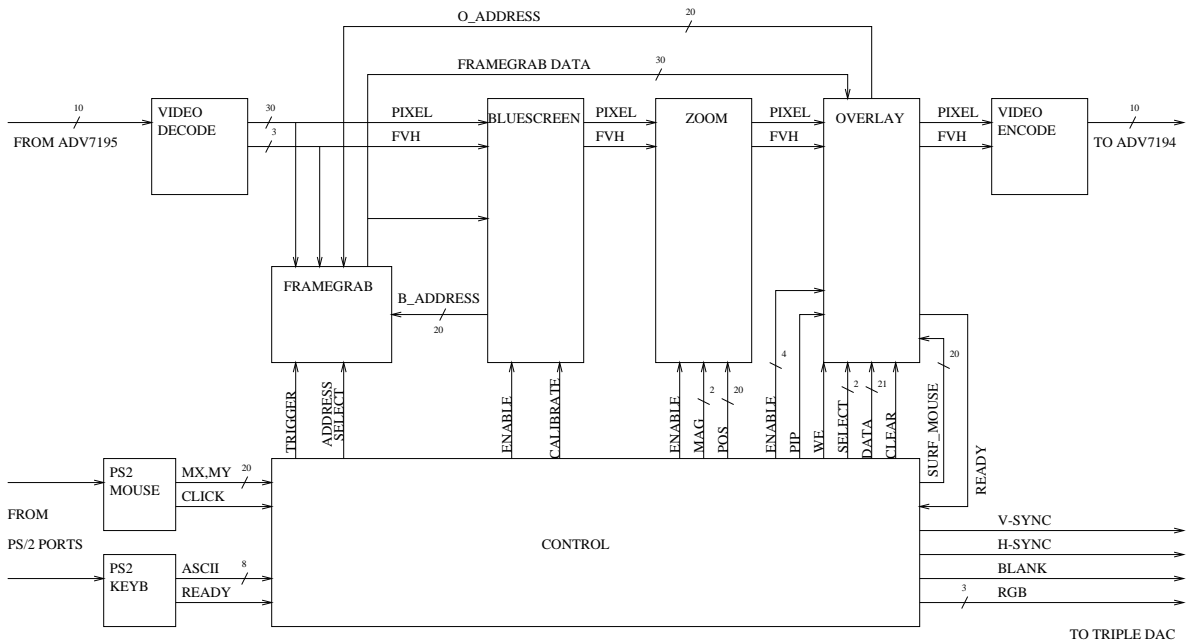 O_ADDRESS
20
FRAMEGRAB DATA
30
10
FROM ADV7195
VIDEO
DECODE
30
3
PIXEL
FVH
BLUESCREEN
PIXEL
FVH
ZOOM
PIXEL
FVH
OVERLAY
PIXEL
FVH
VIDEO
ENCODE
10
TO ADV7194
FRAMEGRAB
B_ADDRESS
20
TRIGGER
ADDRESS
SELECT
ENABLE
CALIBRATE
ENABLE
MAG
2
POS
20
ENABLE
4
PIP
WE
SELECT
2
DATA
21
CLEAR
SURF_MOUSE
20
READY
FROM
PS/2 PORTS
PS2
MOUSE
MX,MY
20
CLICK
PS2
KEYB
ASCII
8
READY
CONTROL
V-SYNC
H-SYNC
BLANK
RGB
3
TO TRIPLE DAC